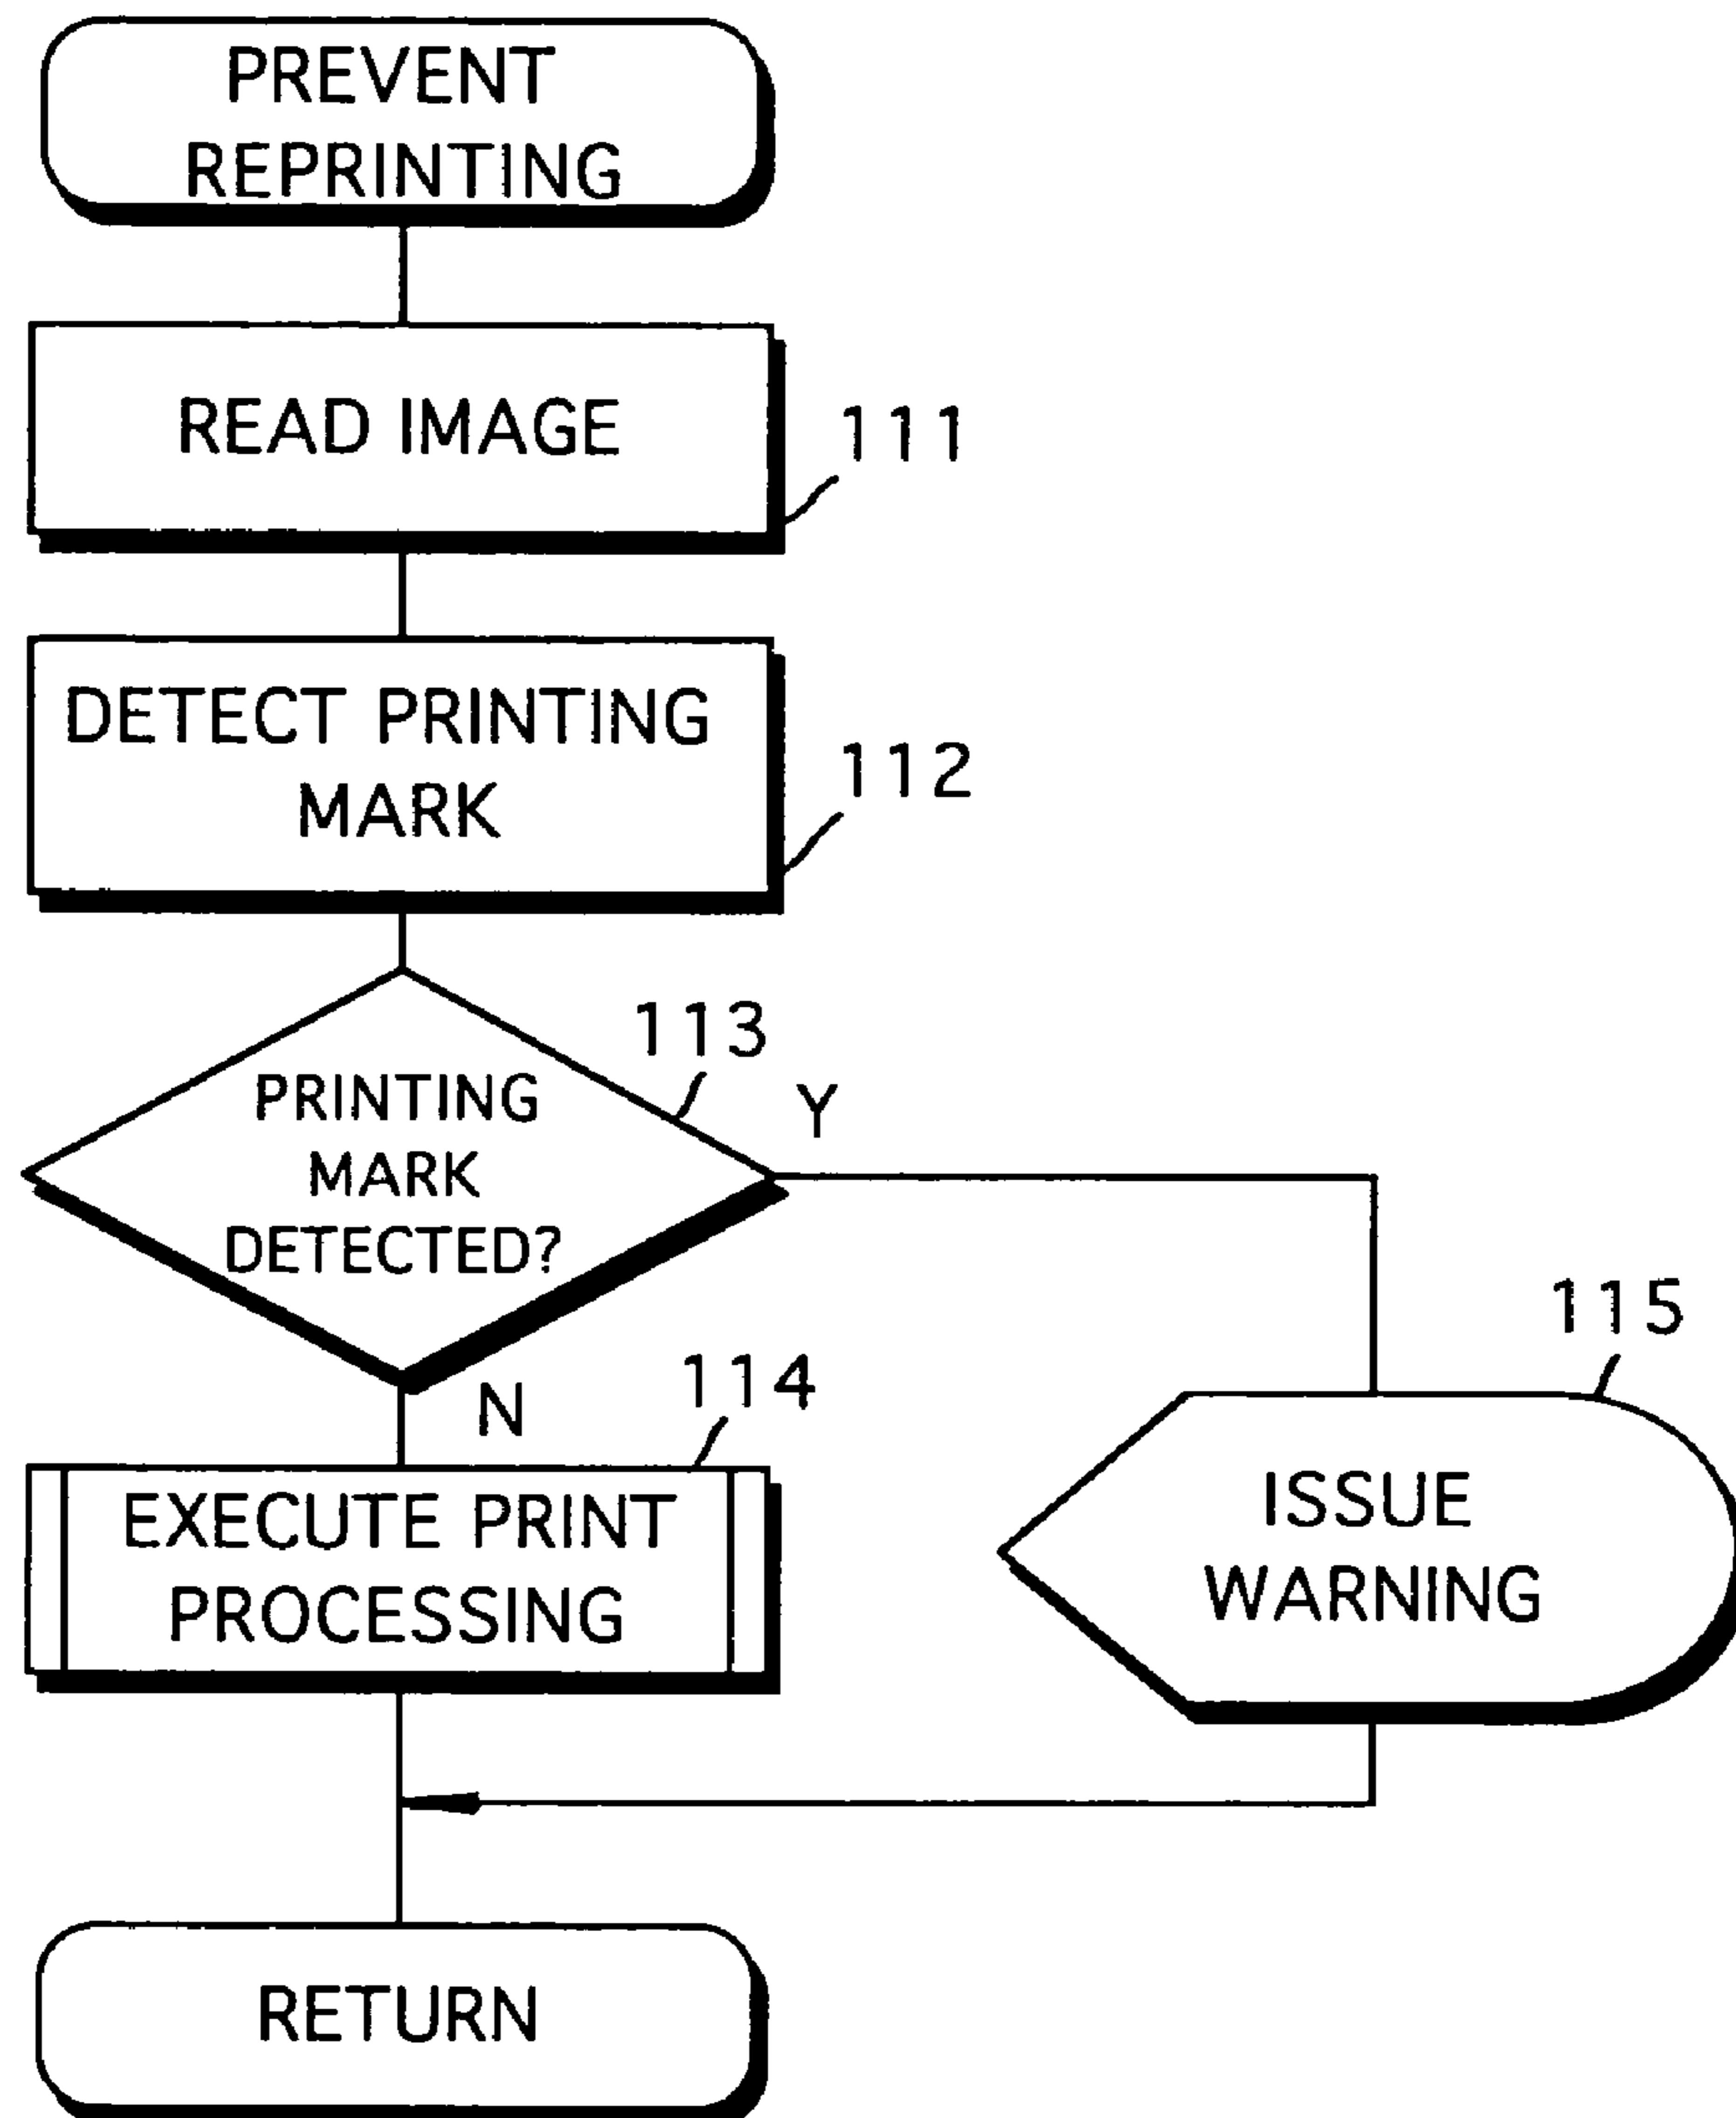 PREVENT
REPRINTING
READ IMAGE
111
DETECT PRINTING
MARK
112
113
PRINTING
MARK
DETECTED?
Y
N
114
EXECUTE PRINT
PROCESSING
115
ISSUE
WARNING
RETURN